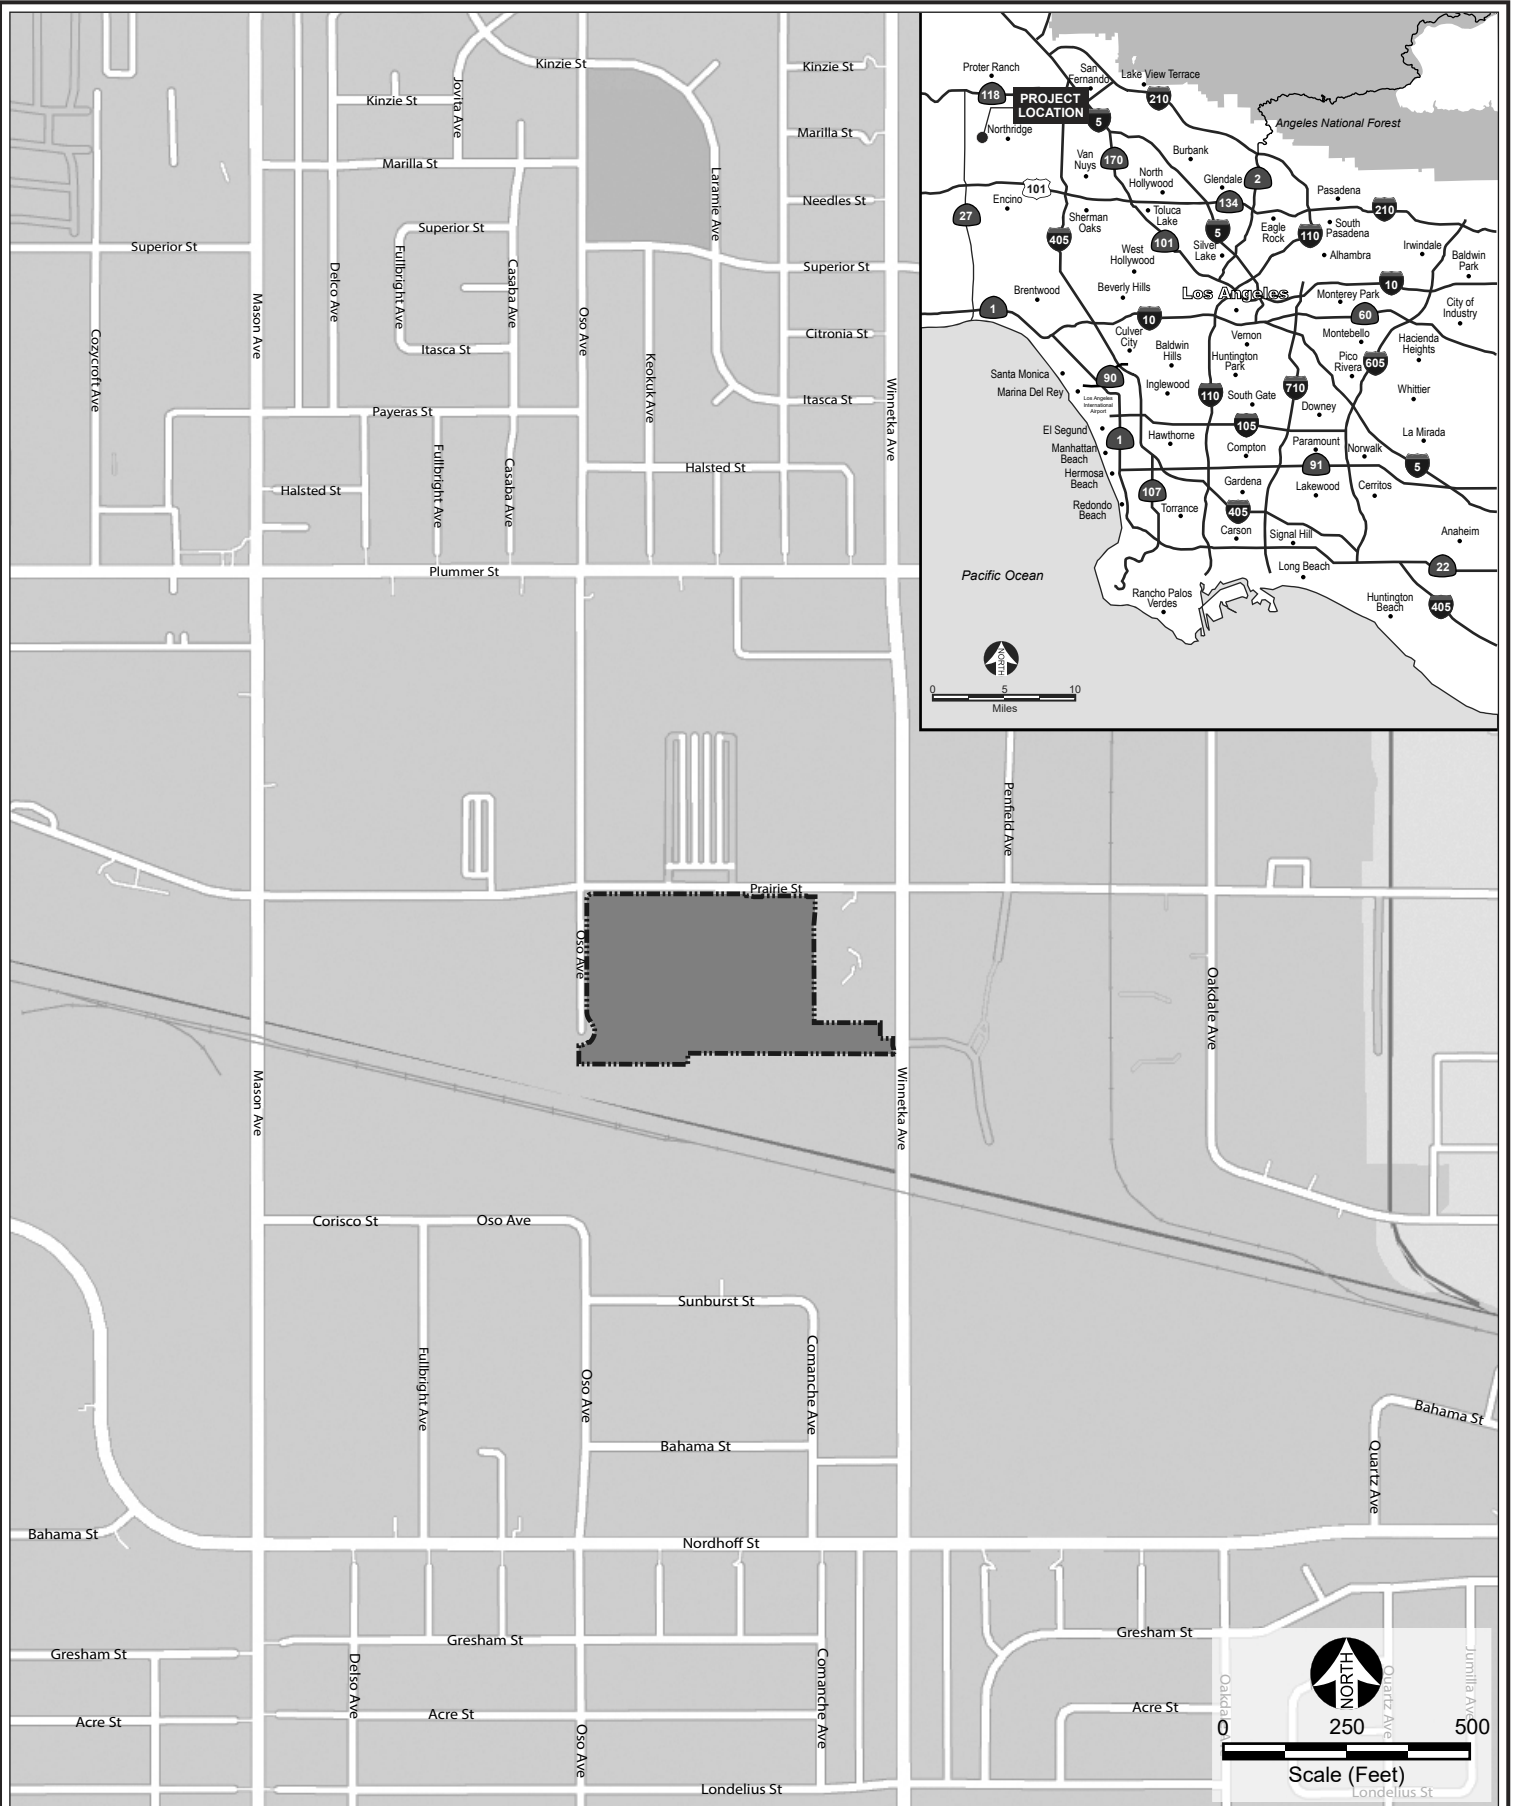 Kinzie St
Kinzie St
Kinzie St
Jovita Ave
Marilla St
Marilla St
Laramie Ave
Needles St
Superior St
Superior St
Superior St
Fullbright Ave
Casaba Ave
Delco Ave
Mason Ave
Cozycroft Ave
Oso Ave
Citronia St
Itasca St
Keokuk Ave
Winnetka Ave
Itasca St
Payeras St
Fullbright Ave
Casaba Ave
Halsted St
Halsted St
Plummer St
Penfield Ave
Prairie St
Oso Ave
Oakdale Ave
Mason Ave
Winnetka Ave
Corisco St
Oso Ave
Sunburst St
Comanche Ave
Fullbright Ave
Oso Ave
Bahama St
Bahama St
Quartz Ave
Bahama St
Nordhoff St
Gresham St
Gresham St
Gresham St
Delso Ave
Comanche Ave
Acre St
Acre St
Acre St
Oso Ave
Londelius St
Quartz Ave
Jumilla Ave
Londelius St
NORTH
0 250 500
Scale (Feet)
Proter Ranch
San
Fernando
Lake View Terrace
118
PROJECT
LOCATION
210
5
Angeles National Forest
Northridge
Van
Nuys
170
Burbank
North
Hollywood
Glendale
2
Pasadena
101
134
210
Encino
27
Sherman
Oaks
Toluca
Lake
Eagle
Rock
South
Pasadena
405
101
5
110
Silver
Lake
West
Hollywood
Alhambra
Irwindale
Baldwin
Park
Brentwood
Beverly Hills
Los Angeles
Monterey Park
10
City of
Industry
1
10
60
Culver
City
Baldwin
Hills
Vernon
Montebello
Hacienda
Heights
Huntington
Park
Pico
Rivera
605
Santa Monica
90
Marina Del Rey
Los Angeles
International
Airport
Inglewood
110
South Gate
710
Downey
Whittier
El Segund
1
Hawthorne
105
Compton
Paramount
La Mirada
Manhattan
Beach
Norwalk
91
5
Hermosa
Beach
107
Gardena
Lakewood
Cerritos
Redondo
Beach
Torrance
405
Carson
Signal Hill
Anaheim
Long Beach
22
Pacific Ocean
Rancho Palos
Verdes
Huntington
Beach
405
NORTH
0 5 10
Miles